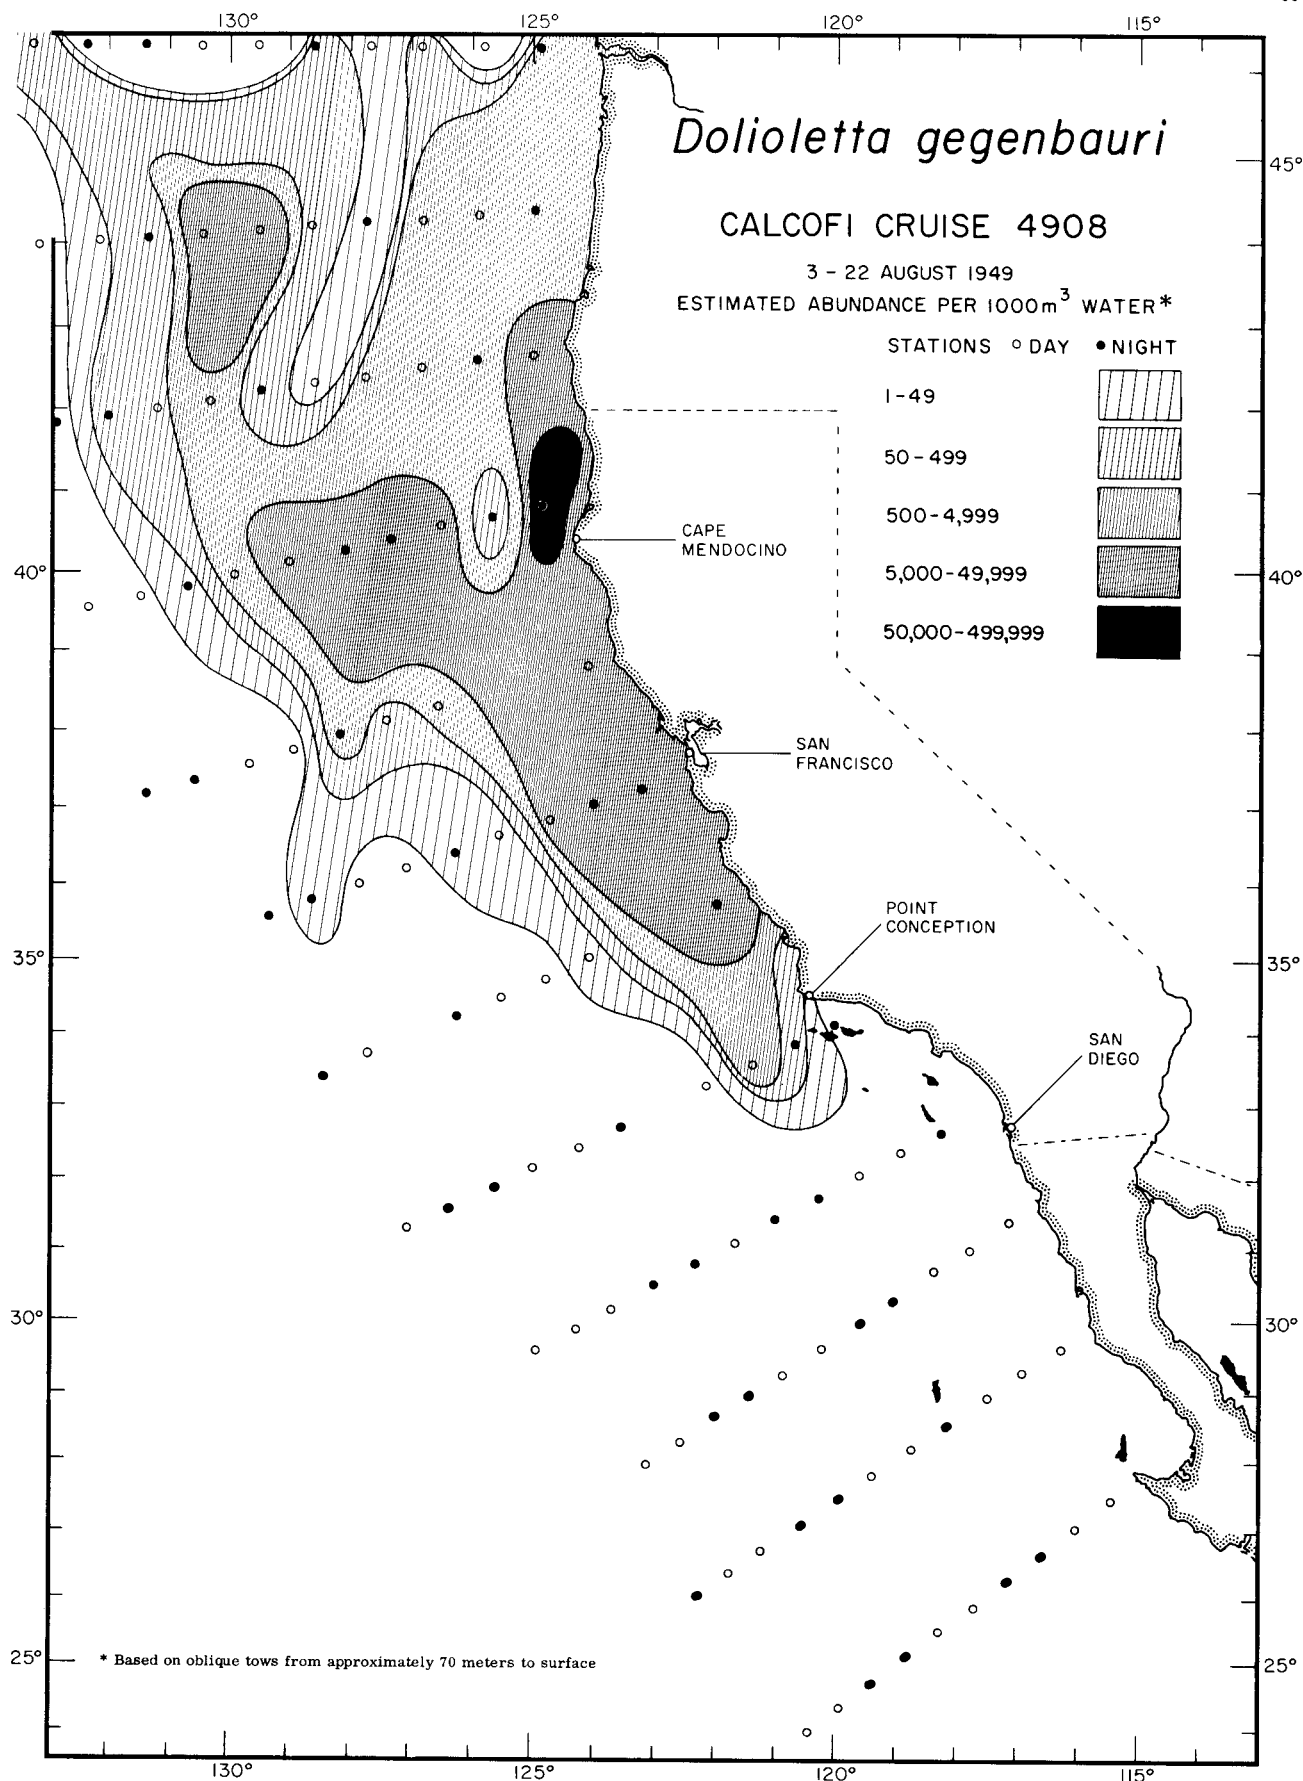 130°
125°
120°
115°
Dolioletta gegenbauri
45°
CALCOFI CRUISE 4908
3 - 22 AUGUST 1949
ESTIMATED ABUNDANCE PER 1000m³ WATER*
STATIONS ○ DAY ● NIGHT
1-49
50-499
500-4,999
5,000-49,999
50,000-499,999
CAPE
MENDOCINO
40°
40°
SAN
FRANCISCO
POINT
CONCEPTION
35°
35°
SAN
DIEGO
30°
30°
25°
* Based on oblique tows from approximately 70 meters to surface
25°
130°
125°
120°
115°